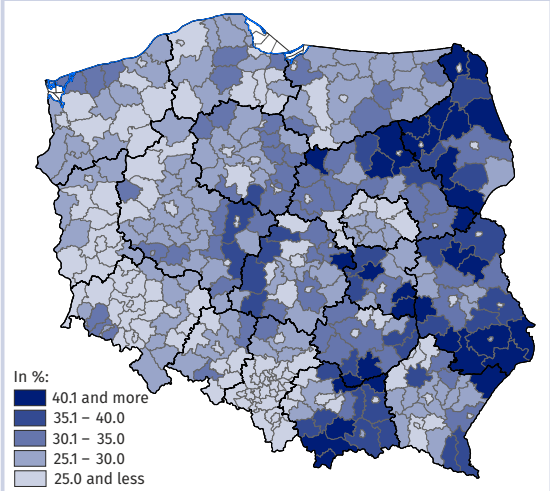 In %:
40.1 and more
35.1 – 40.0
30.1 – 35.0
25.1 – 30.0
25.0 and less